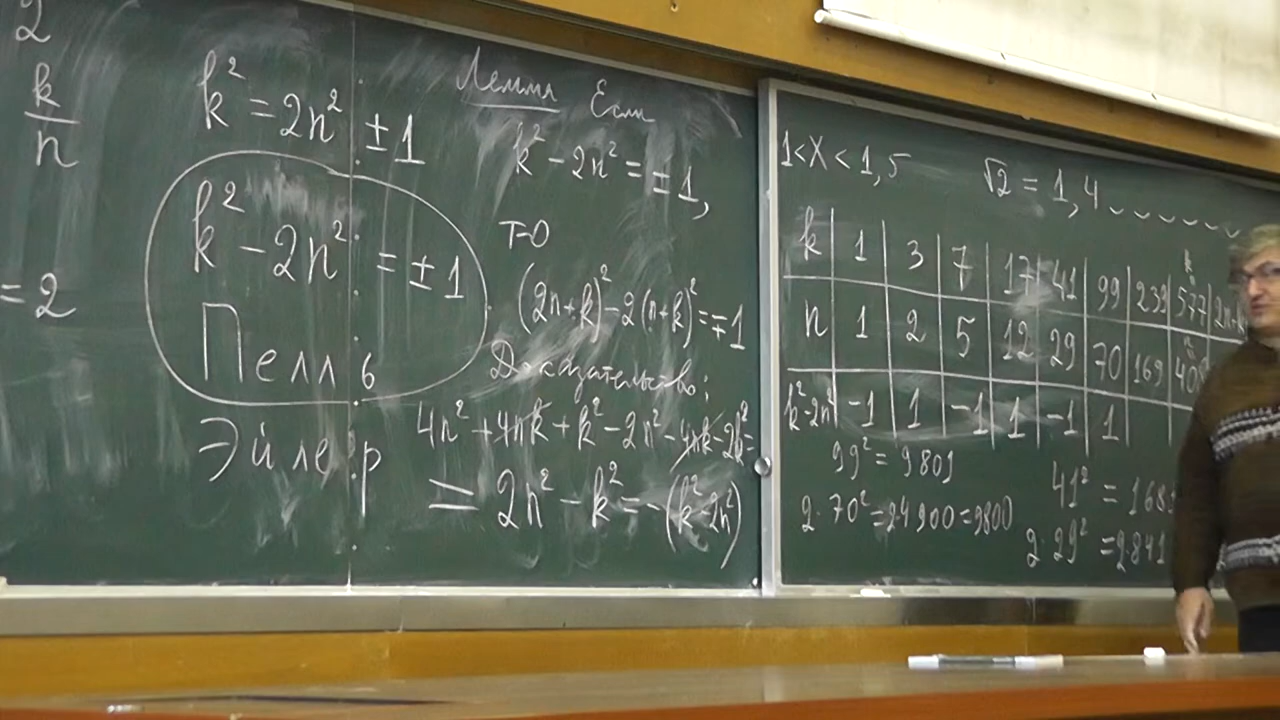 2
k/n
= 2
k² = 2n² ± 1
k² - 2n² = ± 1
Пелль
Эйлер
Лемма Если
k² - 2n² = ± 1,
то
(2n+k)² - 2(n+k)² = ∓ 1
Доказательство:
4n² + 4nk + k² - 2n² - 4nk - 2k² =
= 2n² - k² = -(k² - 2n²)
1 < X < 1,5
√2 = 1,4
k 1 3 7 17 41 99 239 577 2n+k
n 1 2 5 12 29 70 169 408
k²-2n² -1 1 -1 1 -1 1
99² = 9801
2·70² = 2·4900 = 9800
41² = 1681
2·29² = 2·841